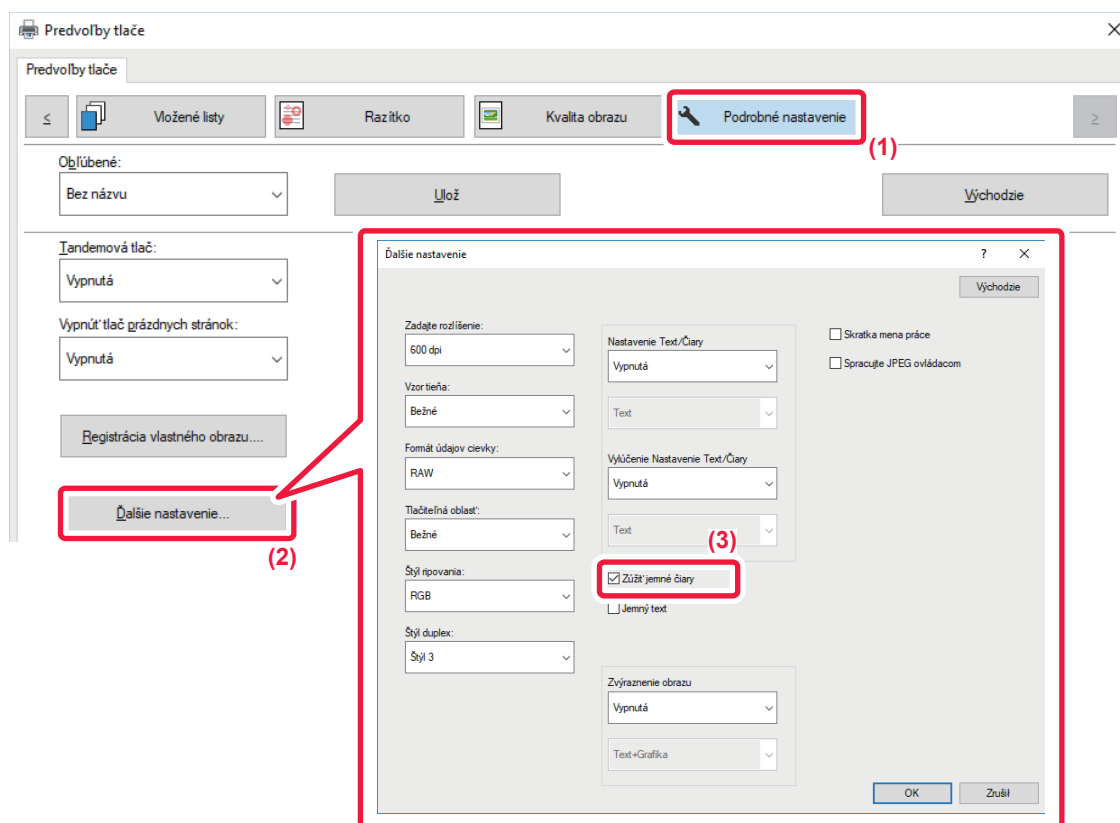 Predvoľby tlače
Predvoľby tlače
≤
Vložené listy
Razítko
Kvalita obrazu
Podrobné nastavenie
≥
(1)
Obľúbené:
Bez názvu
Ulož
Východzie
Tandemová tlač:
Vypnutá
Vypnúť tlač prázdnych stránok:
Vypnutá
Registrácia vlastného obrazu....
Ďalšie nastavenie...
(2)
Ďalšie nastavenie
?
Východzie
Zadajte rozlíšenie:
600 dpi
Vzor tieňa:
Bežné
Formát údajov cievky:
RAW
Tlačiteľná oblasť:
Bežné
Štýl ripovania:
RGB
Štýl duplex:
Štýl 3
Nastavenie Text/Čiary
Vypnutá
Text
Vylúčenie Nastavenie Text/Čiary
Vypnutá
Text
(3)
Zúžiť jemné čiary
Jemný text
Zvýraznenie obrazu
Vypnutá
Text+Grafika
Skratka mena práce
Spracujte JPEG ovládacom
OK
Zrušiť